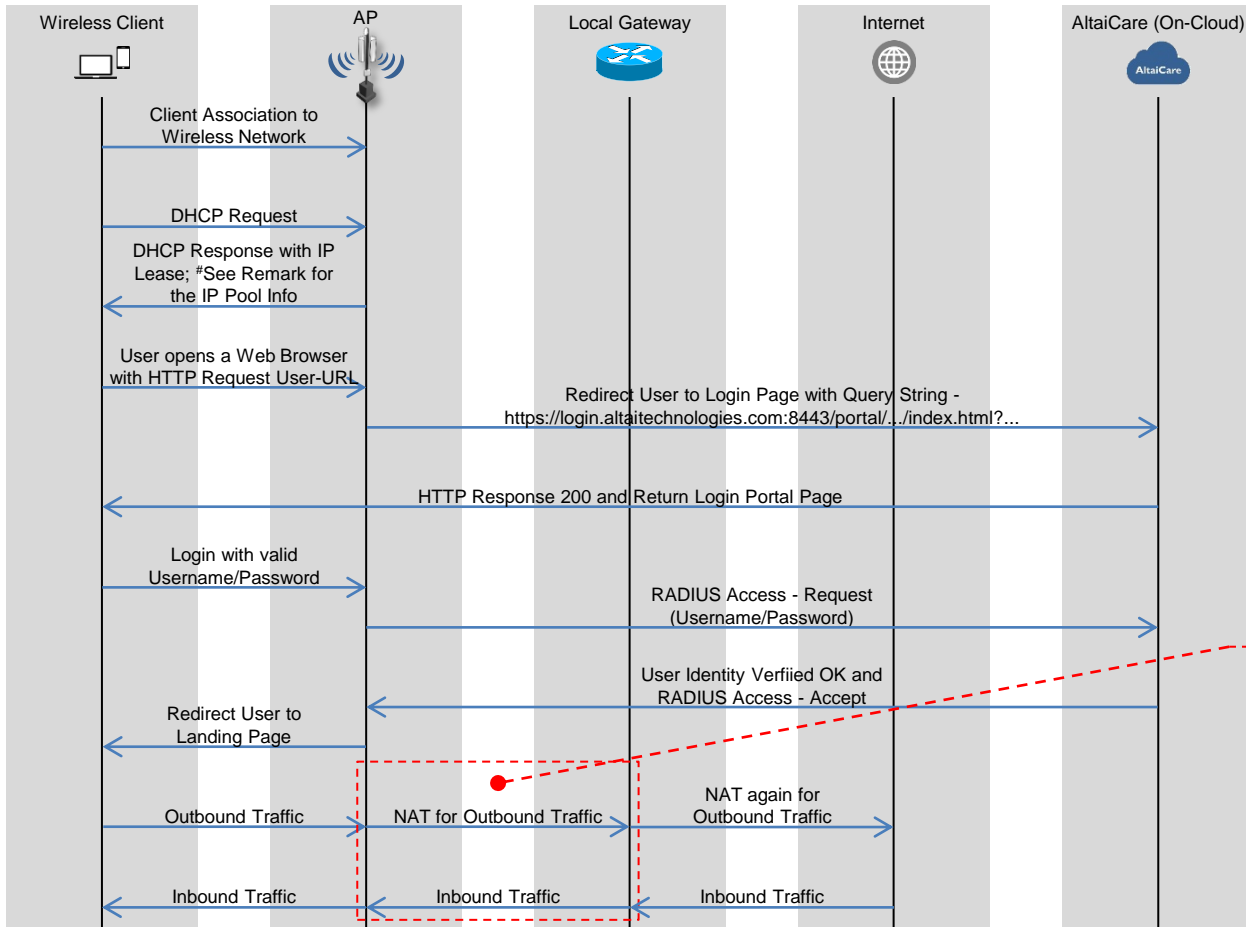 Wireless Client
AP
Local Gateway
Internet
AltaiCare (On-Cloud)
AltaiCare
Client Association to
Wireless Network
DHCP Request
DHCP Response with IP
Lease; #See Remark for
the IP Pool Info
User opens a Web Browser
with HTTP Request User-URL
Redirect User to Login Page with Query String -
https://login.altaitechnologies.com:8443/portal/.../index.html?...
HTTP Response 200 and Return Login Portal Page
Login with valid
Username/Password
RADIUS Access - Request
(Username/Password)
User Identity Verfiied OK and
RADIUS Access - Accept
Redirect User to
Landing Page
Outbound Traffic
NAT for Outbound Traffic
NAT again for
Outbound Traffic
Inbound Traffic
Inbound Traffic
Inbound Traffic